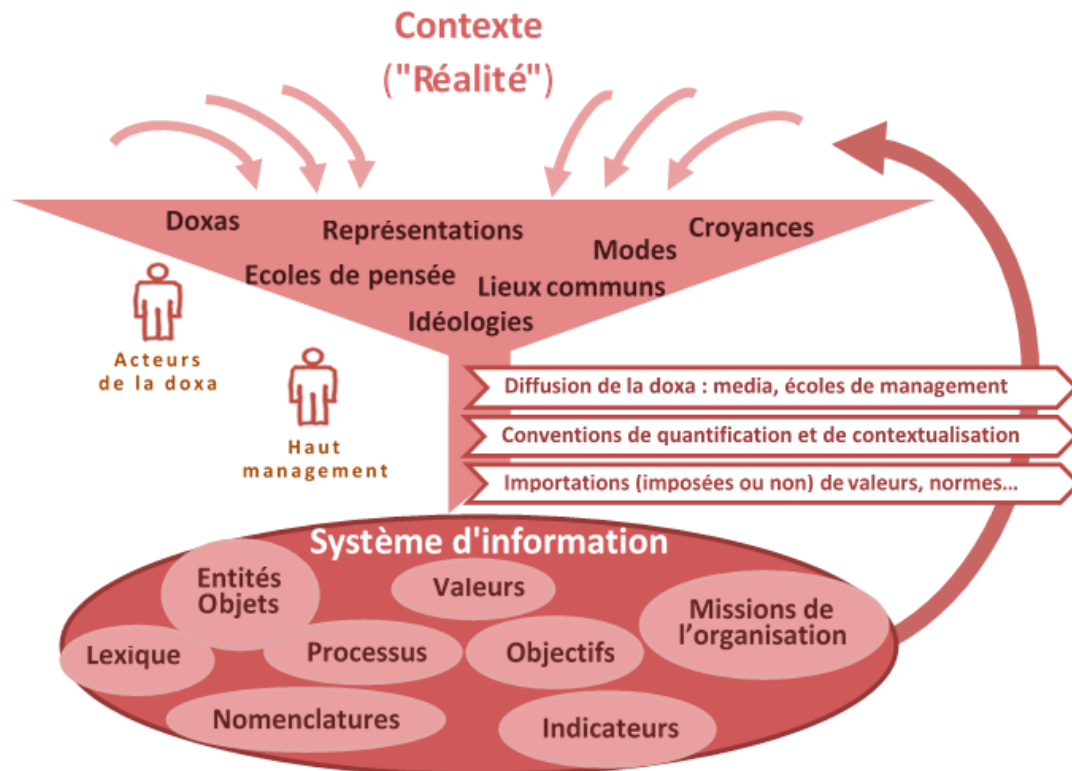 Contexte
("Réalité")
Doxas
Représentations
Croyances
Modes
Ecoles de pensée
Lieux communs
Idéologies
Acteurs
de la doxa
Haut
management
Diffusion de la doxa : media, écoles de management
Conventions de quantification et de contextualisation
Importations (imposées ou non) de valeurs, normes...
Système d'information
Entités
Objets
Valeurs
Missions de
l'organisation
Lexique
Processus
Objectifs
Nomenclatures
Indicateurs